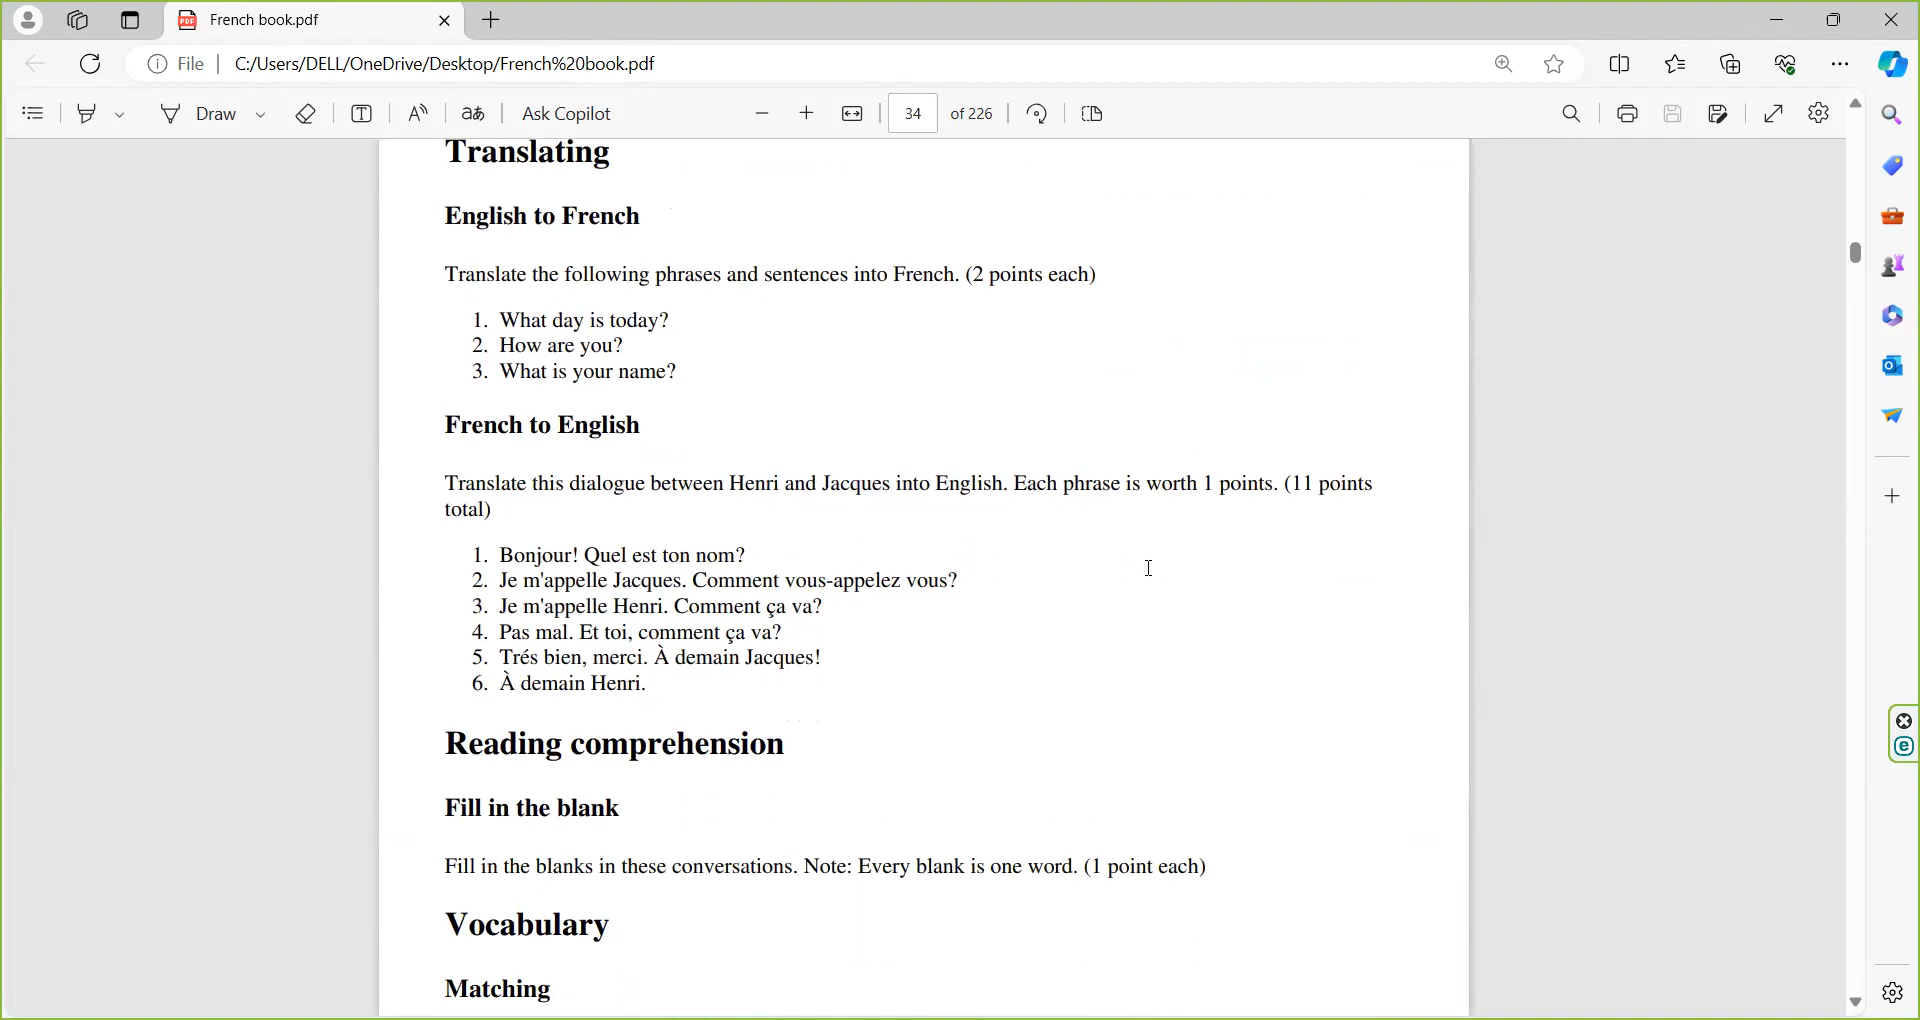 French book.pdf
File
C:/Users/DELL/OneDrive/Desktop/French%20book.pdf
Draw
aあ
Ask Copilot
34
of 226
Translating
English to French
Translate the following phrases and sentences into French. (2 points each)
1. What day is today?
2. How are you?
3. What is your name?
French to English
Translate this dialogue between Henri and Jacques into English. Each phrase is worth 1 points. (11 points
total)
1. Bonjour! Quel est ton nom?
2. Je m'appelle Jacques. Comment vous-appelez vous?
3. Je m'appelle Henri. Comment ça va?
4. Pas mal. Et toi, comment ça va?
5. Trés bien, merci. À demain Jacques!
6. À demain Henri.
Reading comprehension
Fill in the blank
Fill in the blanks in these conversations. Note: Every blank is one word. (1 point each)
Vocabulary
Matching